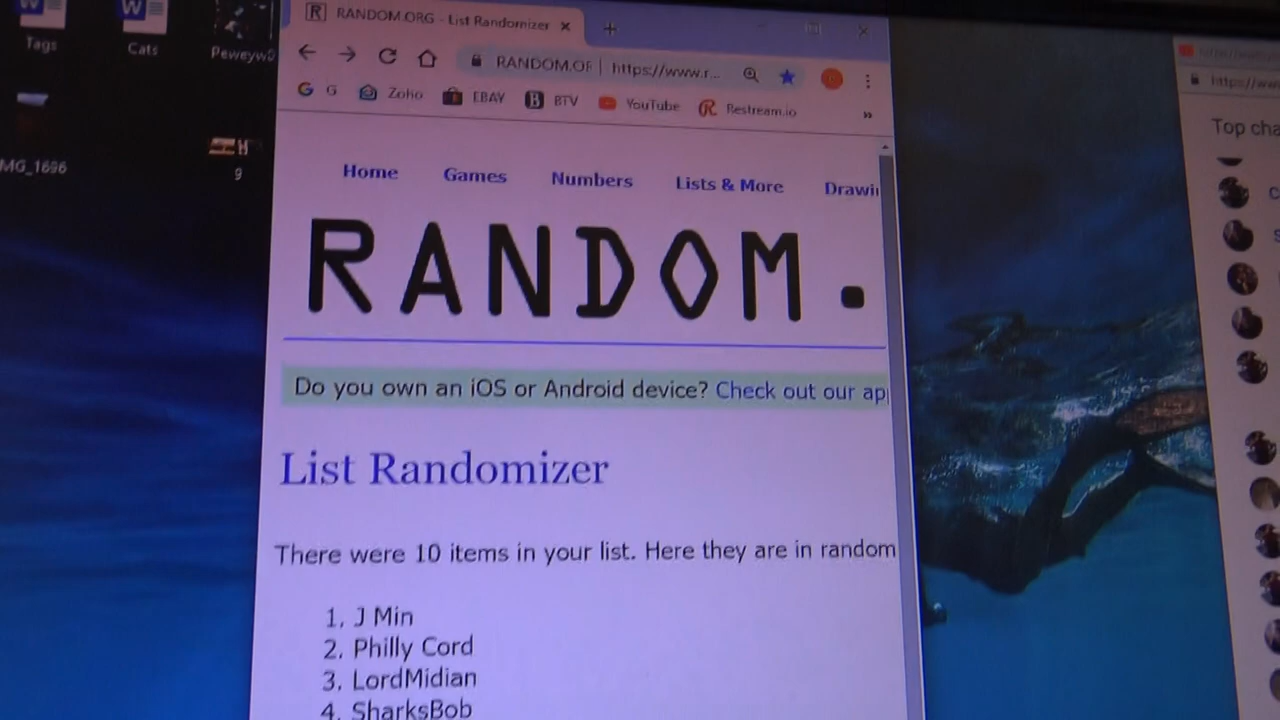 Tags
Cats
MG_1696
9
RANDOM.ORG - List Randomizer
https://www.r...
G
Zoho
EBAY
BTV
YouTube
Restream.io
»
Home Games Numbers Lists & More
RANDOM.
Do you own an iOS or Android device? Check out our ap
List Randomizer
There were 10 items in your list. Here they are in random
1. J Min
2. Philly Cord
3. LordMidian
4. SharksBob
Top cha